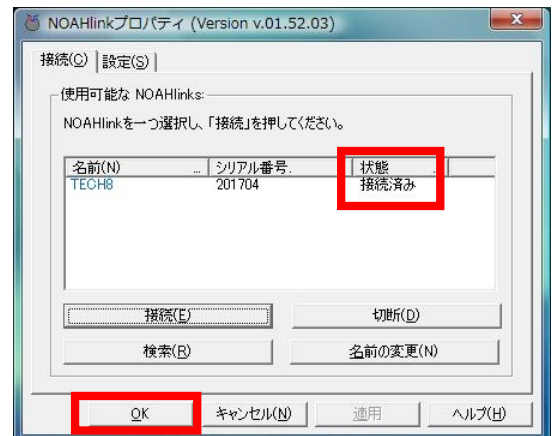 NOAHlinkプロパティ (Version v.01.52.03)
接続(C) 設定(S)
使用可能な NOAHlinks:
NOAHlinkを一つ選択し、「接続」を押してください。
名前(N) ... シリアル番号. 状態 ...
TECH8 201704 接続済み
接続(E) 切断(D)
検索(R) 名前の変更(N)
OK キャンセル(N) 適用 ヘルプ(H)